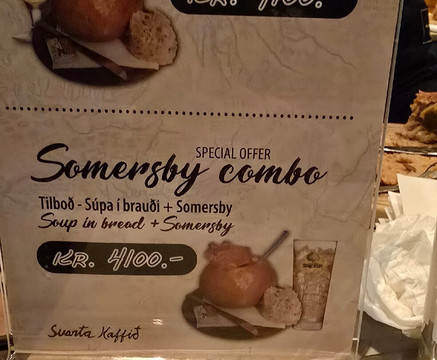 SPECIAL OFFER
Somersby combo
Tilboð - Súpa í brauði + Somersby
Soup in bread + Somersby
KR. 4100.-
Svarta Kaffið